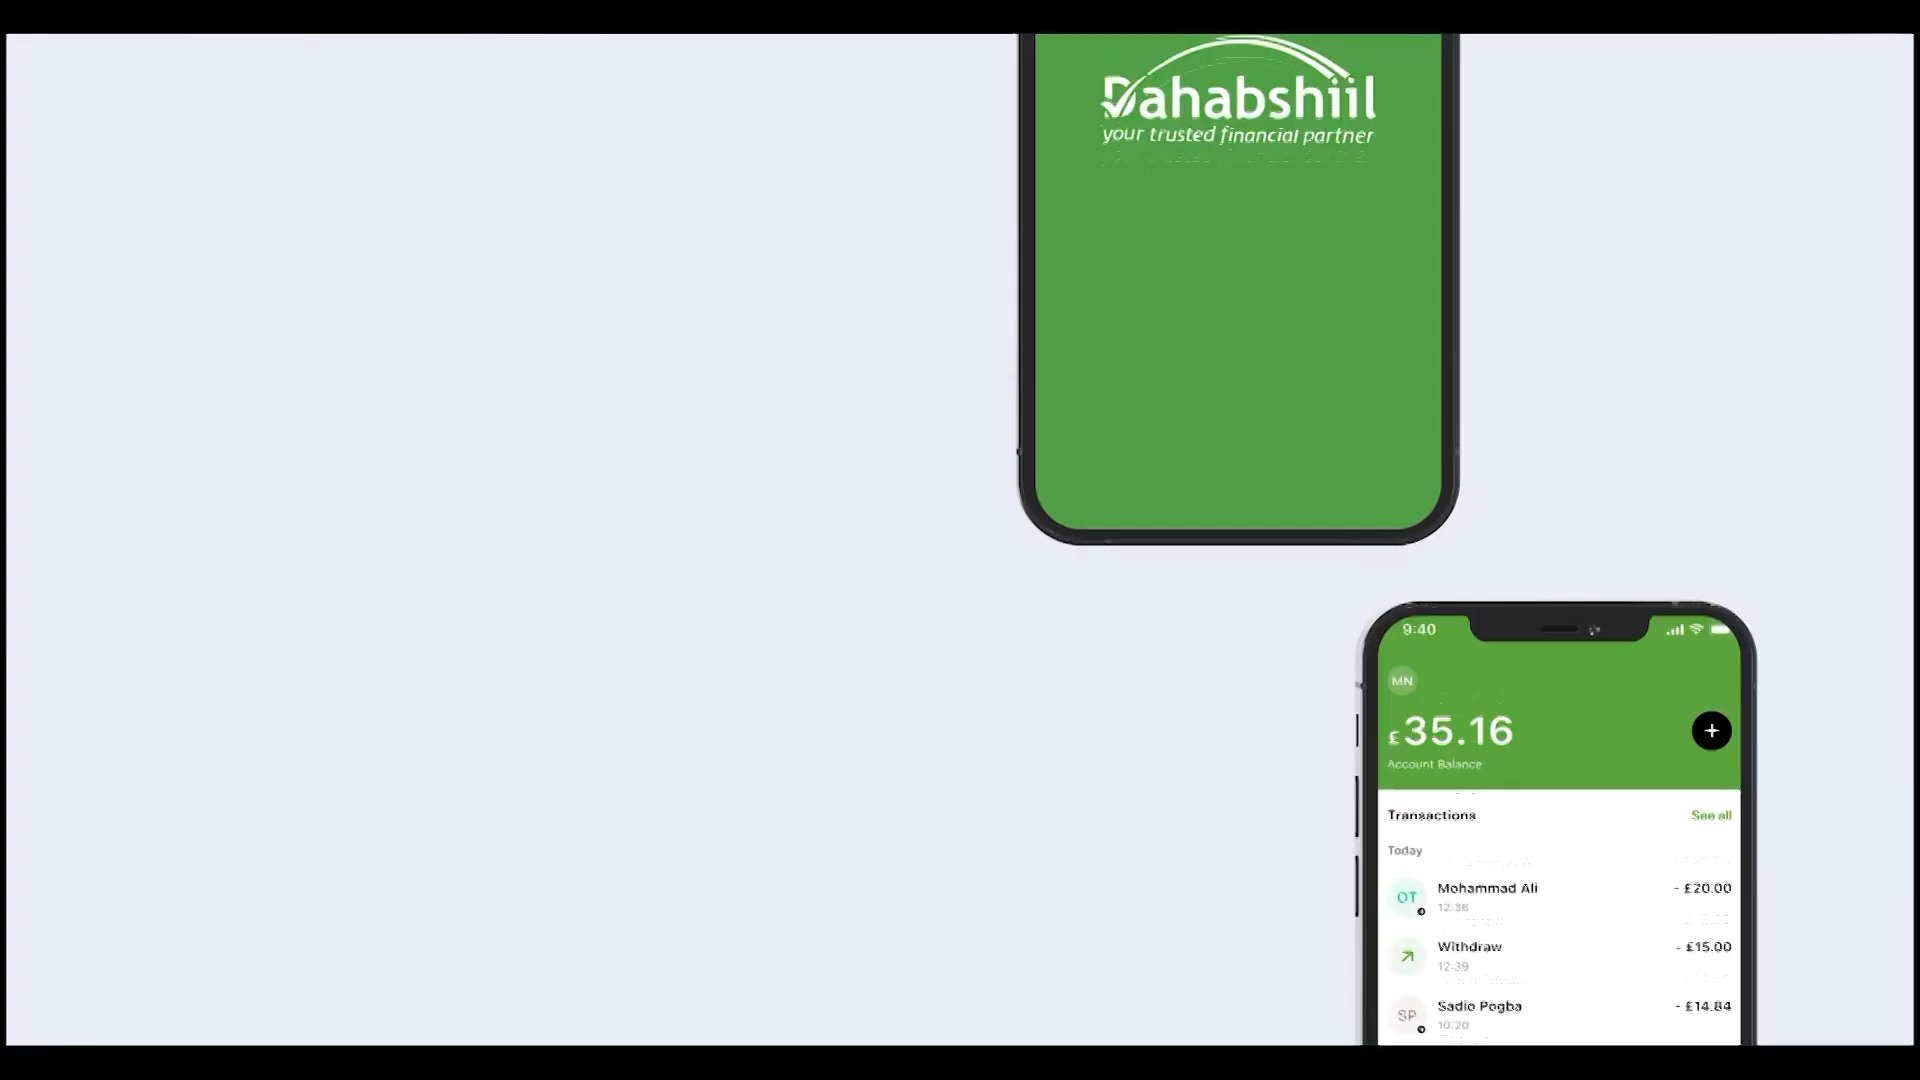 Dahabshiil
your trusted financial partner
9:40
MN
£35.16
Account Balance
Transactions
See all
Today
QT
Mohammad Ali
- £20.00
12:36
Withdraw
- £15.00
12:39
SP
Sadio Pogba
- £14.84
10:20